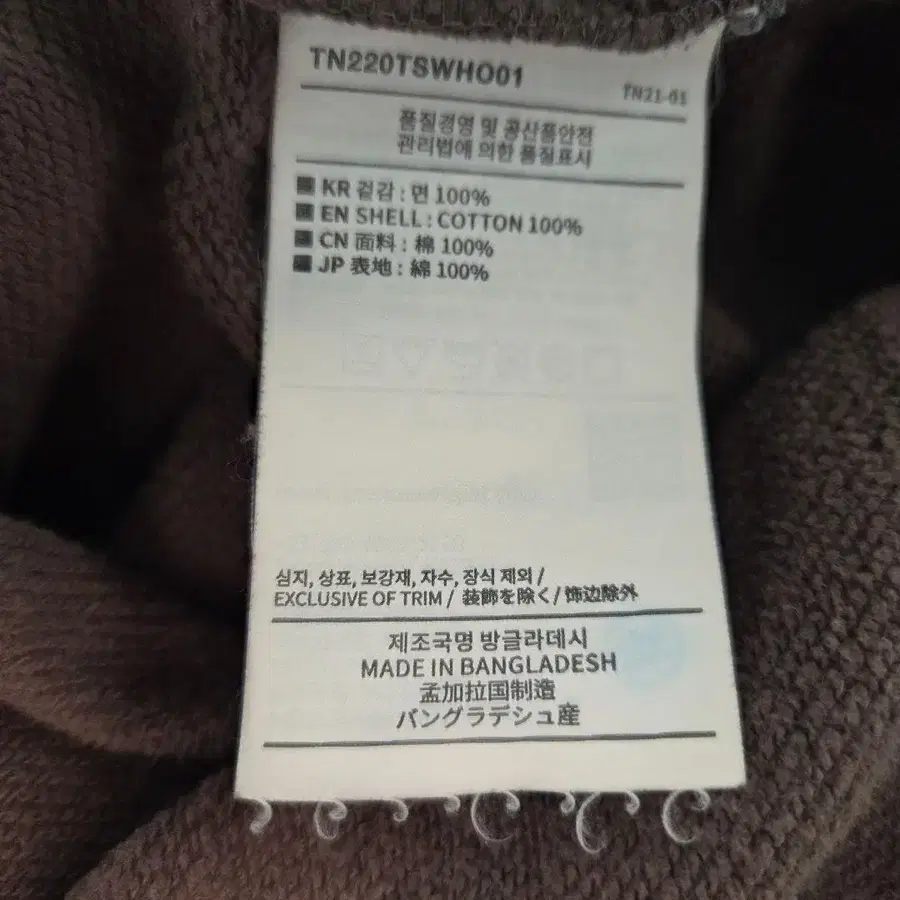 TN220TSWHO01
TN21-01
품질경영 및 공산품안전
관리법에 의한 품질표시
KR 겉감 : 면 100%
EN SHELL : COTTON 100%
CN 面料 : 棉 100%
JP 表地 : 綿 100%
심지, 상표, 보강재, 자수, 장식 제외 /
EXCLUSIVE OF TRIM / 装飾を除く / 饰边除外
제조국명 방글라데시
MADE IN BANGLADESH
孟加拉国制造
バングラデシュ産